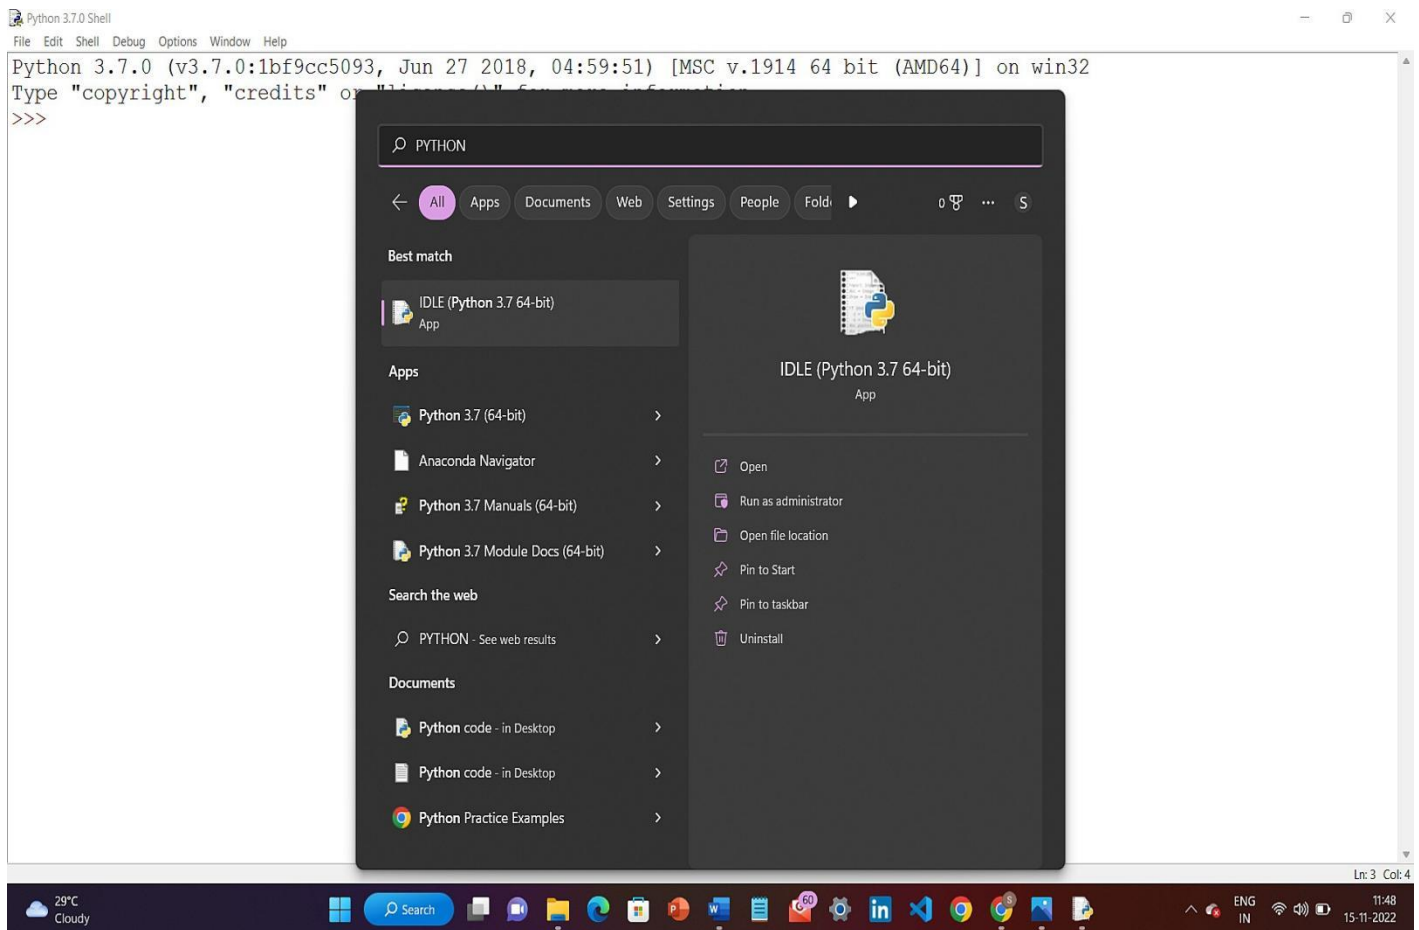 Python 3.7.0 Shell
File Edit Shell Debug Options Window Help
Python 3.7.0 (v3.7.0:1bf9cc5093, Jun 27 2018, 04:59:51) [MSC v.1914 64 bit (AMD64)] on win32
Type "copyright", "credits" or "license()" for more information
>>>
PYTHON
All Apps Documents Web Settings People Fold 0 ... S
Best match
IDLE (Python 3.7 64-bit)
App
Apps
Python 3.7 (64-bit)
Anaconda Navigator
Python 3.7 Manuals (64-bit)
Python 3.7 Module Docs (64-bit)
Search the web
PYTHON - See web results
Documents
Python code - in Desktop
Python code - in Desktop
Python Practice Examples
IDLE (Python 3.7 64-bit)
App
Open
Run as administrator
Open file location
Pin to Start
Pin to taskbar
Uninstall
Ln: 3 Col: 4
29°C
Cloudy
Search
60
ENG
IN
11:48
15-11-2022